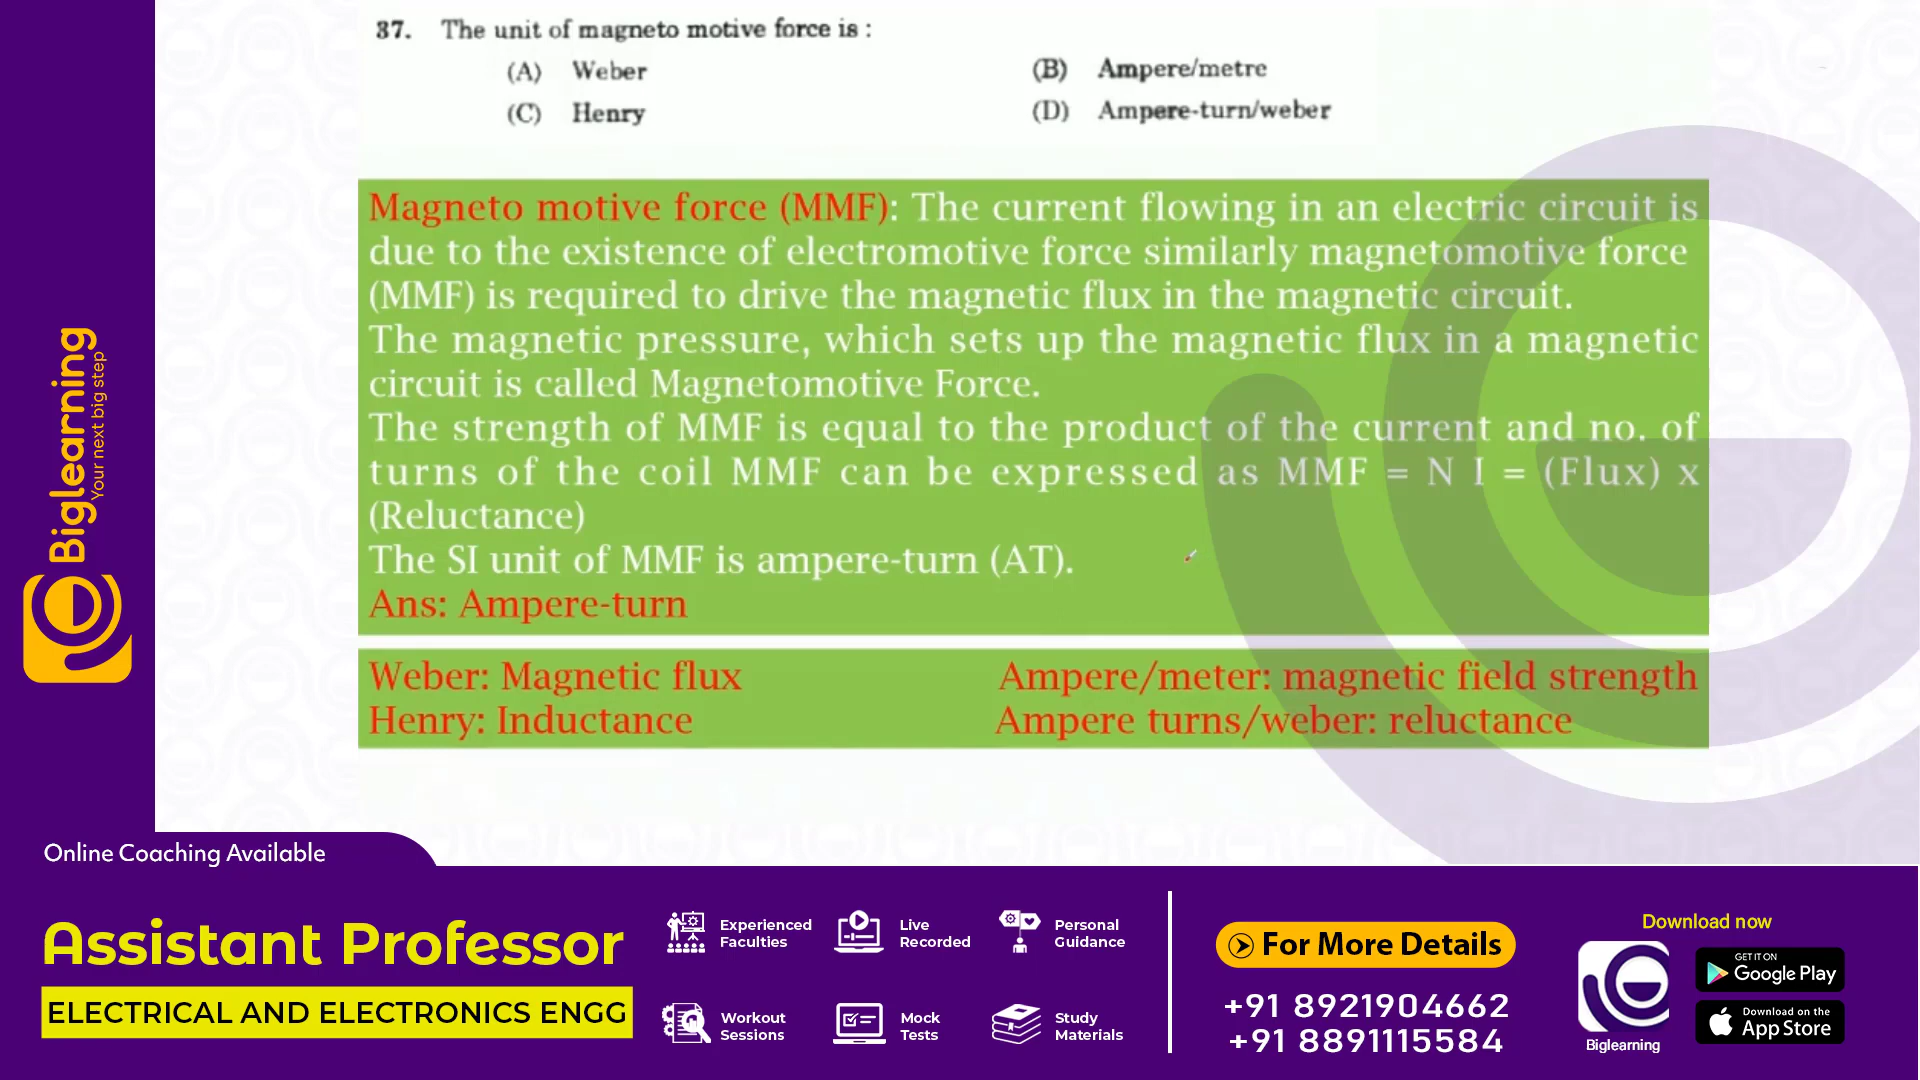 37. The unit of magneto motive force is :
(A) Weber (B) Ampere/metre
(C) Henry (D) Ampere-turn/weber
Magneto motive force (MMF): The current flowing in an electric circuit is
due to the existence of electromotive force similarly magnetomotive force
(MMF) is required to drive the magnetic flux in the magnetic circuit.
The magnetic pressure, which sets up the magnetic flux in a magnetic
circuit is called Magnetomotive Force.
The strength of MMF is equal to the product of the current and no. of
turns of the coil MMF can be expressed as MMF = N I = (Flux) x
(Reluctance)
The SI unit of MMF is ampere-turn (AT).
Ans: Ampere-turn
Weber: Magnetic flux Ampere/meter: magnetic field strength
Henry: Inductance Ampere turns/weber: reluctance
Biglearning
Your next big step
Online Coaching Available
Assistant Professor
ELECTRICAL AND ELECTRONICS ENGG
Experienced
Faculties
Live
Recorded
Personal
Guidance
Workout
Sessions
Mock
Tests
Study
Materials
For More Details
+91 8921904662
+91 8891115584
Download now
Biglearning
GET IT ON
Google Play
Download on the
App Store